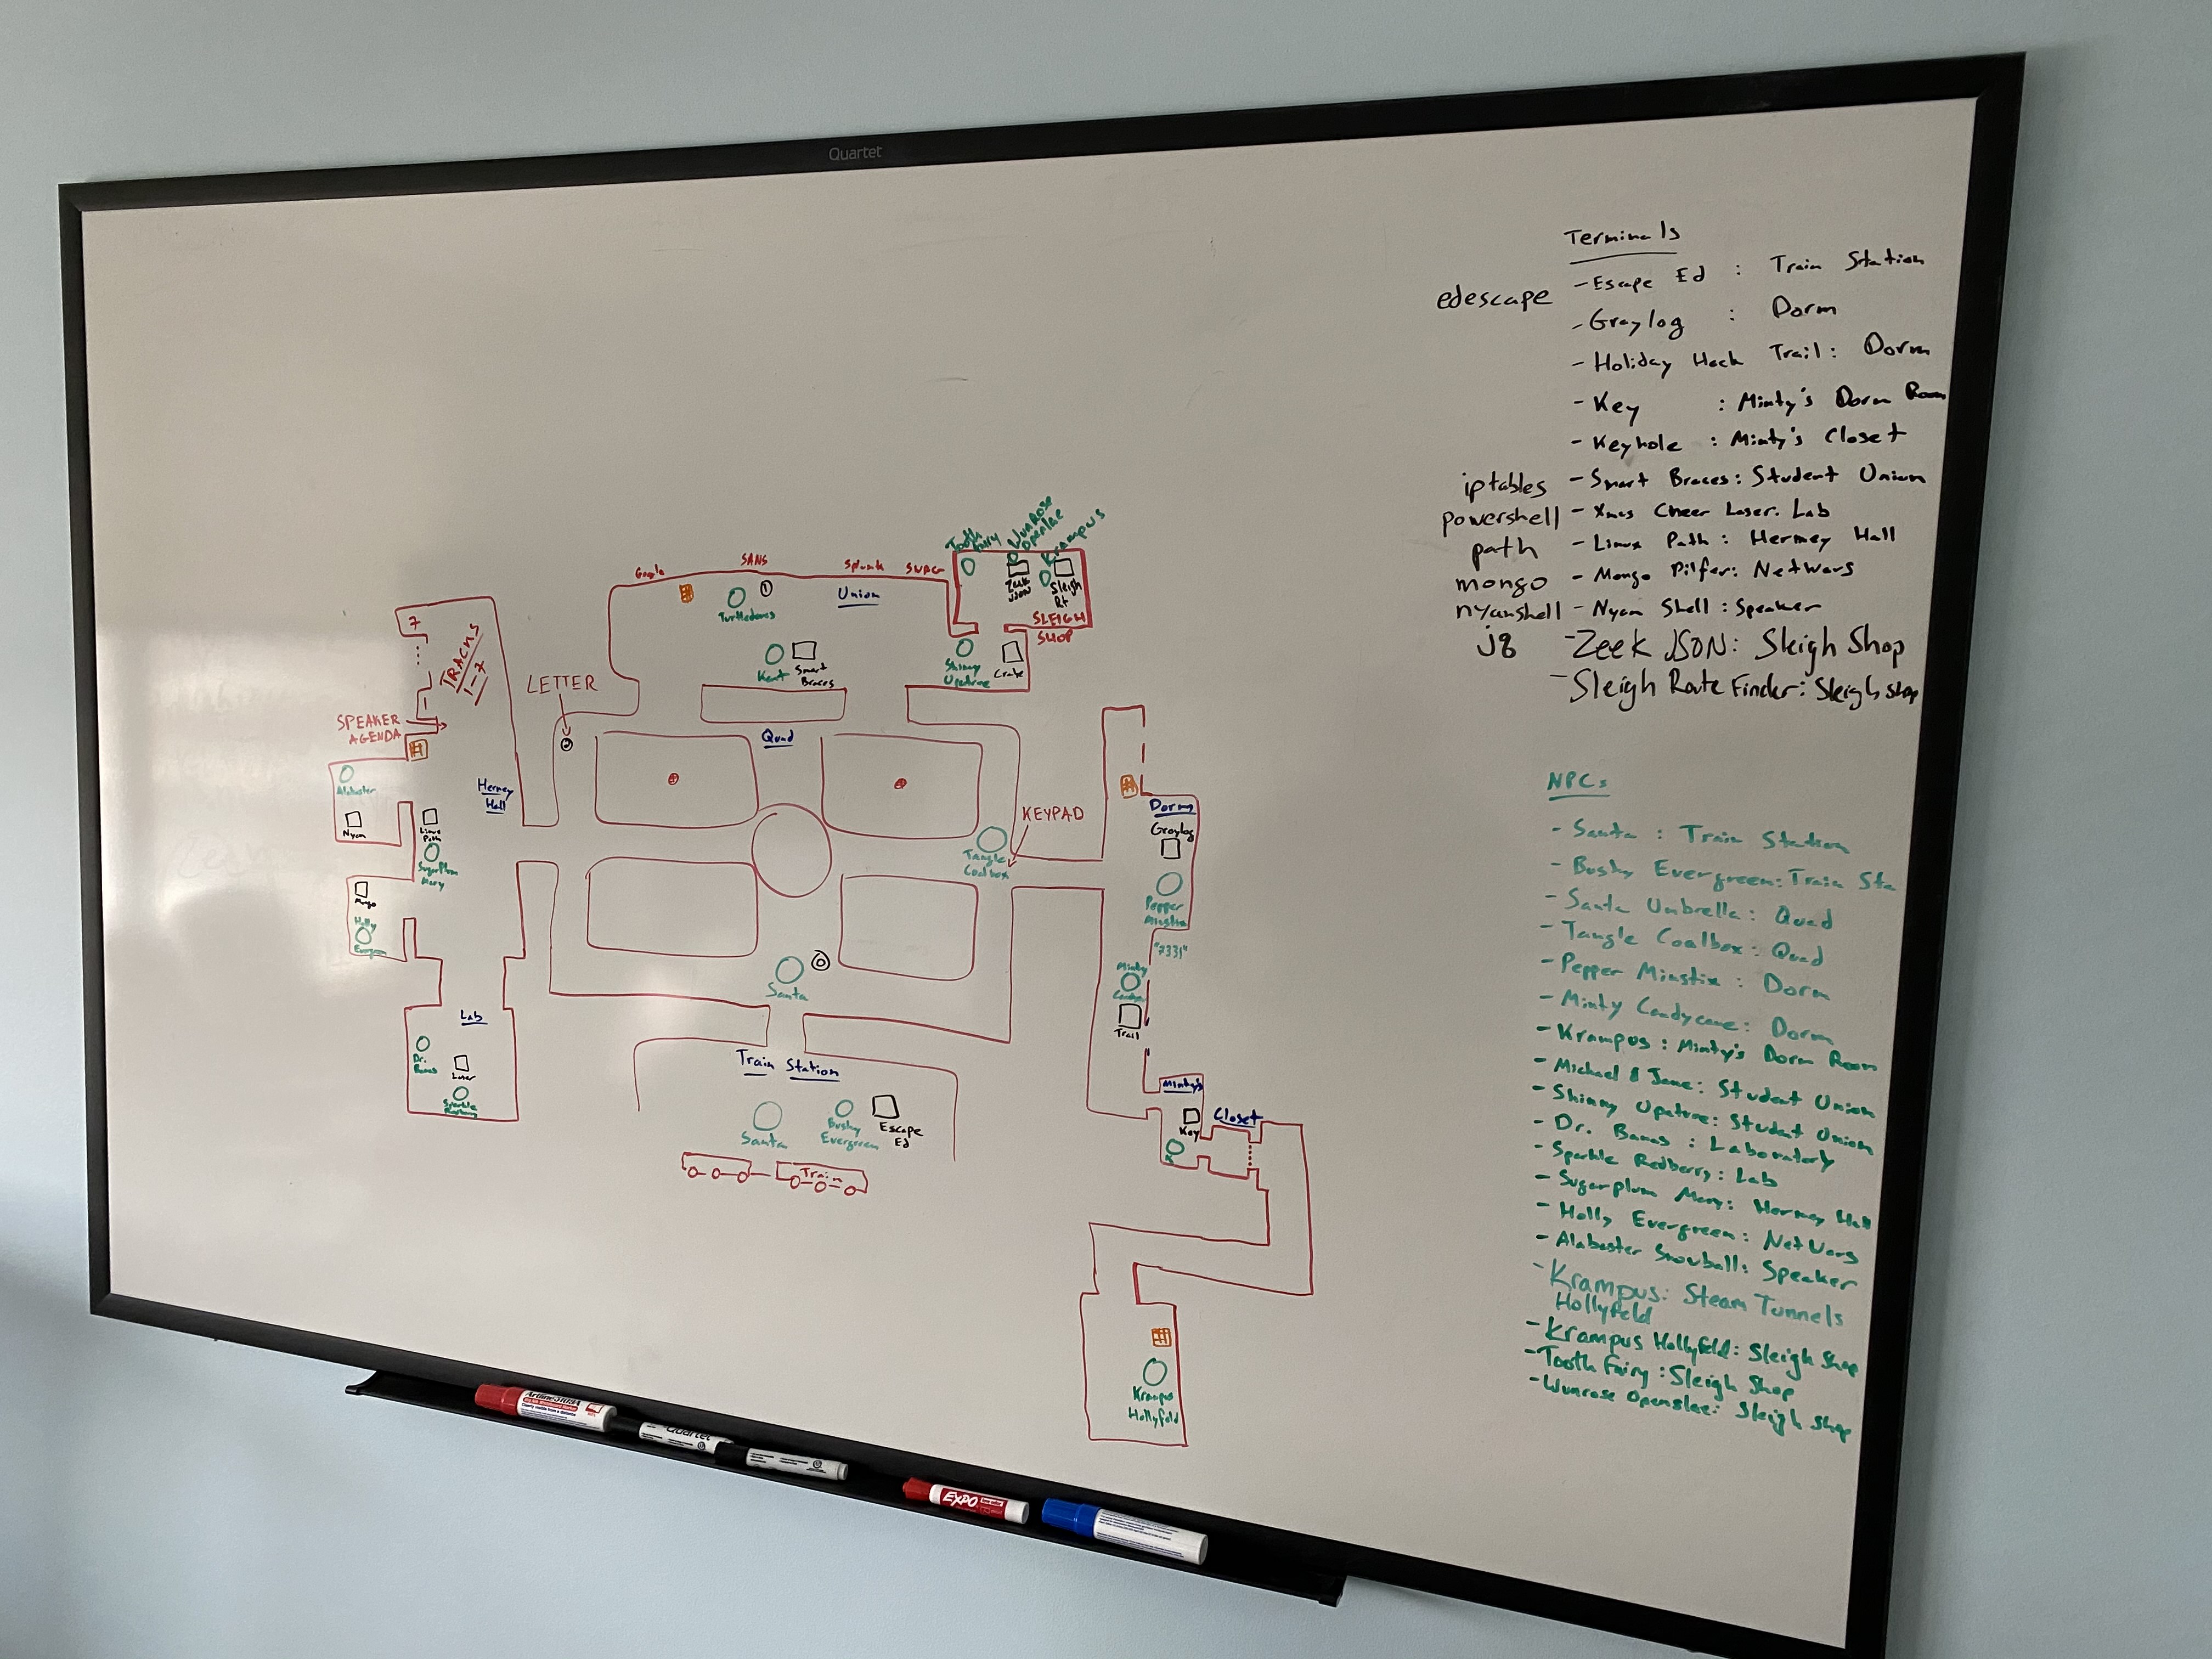 Quartet
Terminals
edescape - Escape Ed : Train Station
- Graylog : Dorm
- Holiday Hack Trail: Dorm
- Key : Minty's Dorm Room
- Keyhole : Minty's Closet
iptables - Smart Braces: Student Union
powershell - Xmas Cheer Laser: Lab
path - Linux Path: Hermey Hall
mongo - Mongo Pilfer: NetWars
nyanshell - Nyan Shell: Speaker
j8 - Zeek JSON: Sleigh Shop
- Sleigh Route Finder: Sleigh Shop
NPCs
- Santa : Train Station
- Bushy Evergreen: Train Sta
- Santa Umbrella: Quad
- Tangle Coalbox: Quad
- Pepper Minstix : Dorm
- Minty Candycane: Dorm
- Krampus : Minty's Dorm Room
- Michael & Jane: Student Union
- Shinny Upatree: Student Union
- Dr. Banas : Laboratory
- Sparkle Redberry: Lab
- Sugarplum Mary: Hermey Hall
- Holly Evergreen: NetWars
- Alabaster Snowball: Speaker
- Krampus: Steam Tunnels
Hollyfeld
- Krampus Hollyfeld: Sleigh Shop
- Tooth Fairy: Sleigh Shop
- Wunrose Openslae: Sleigh Shop
Tooth
Fairy
Wunrose
Openslae
Krampus
Zeek
JSON
Sleigh
Rt
SLEIGH
SHOP
Google
SANS
Splunk
SWAG
Union
Turtledoves
1
Kent
Smart
Braces
Shinny
Upatree
Crate
7
TRACKS
1-7
1
LETTER
SPEAKER
AGENDA
Quad
Alabaster
Nyan
Hermey
Hall
Linux
Path
SugarPlum
Mary
Mongo
Holly
Evergreen
Lab
Dr.
Banas
Laser
Sparkle
Redberry
KEYPAD
Tangle
Coalbox
Santa
Dorm
Graylog
Pepper
Minstix
"7331"
Minty
Trail
Minty's
Key
K
Closet
Train Station
Santa
Bushy
Evergreen
Escape
Ed
Train
Krampus
Hollyfeld
Artline
Quartet
EXPO